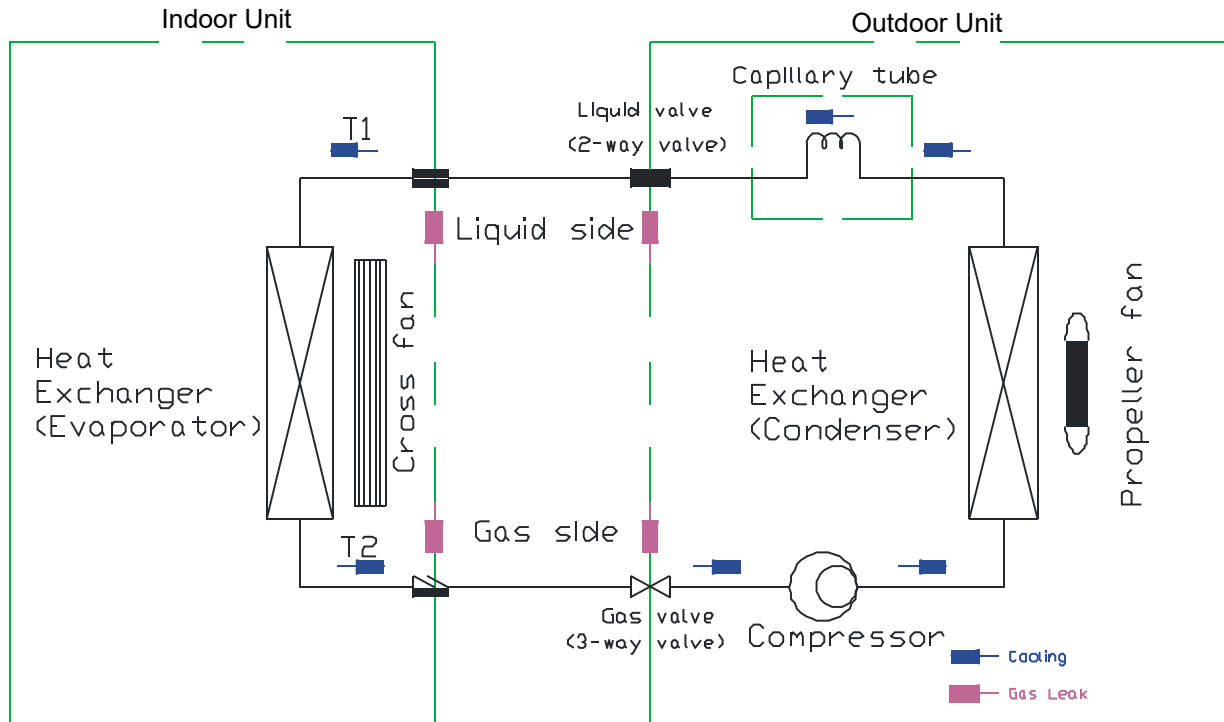 Indoor Unit
Outdoor Unit
Capillary tube
Liquid valve
(2-way valve)
T1
Liquid side
Heat
Exchanger
(Evaporator)
Cross fan
Heat
Exchanger
(Condenser)
Propeller fan
T2
Gas side
Gas valve
(3-way valve)
Compressor
Cooling
Gas Leak